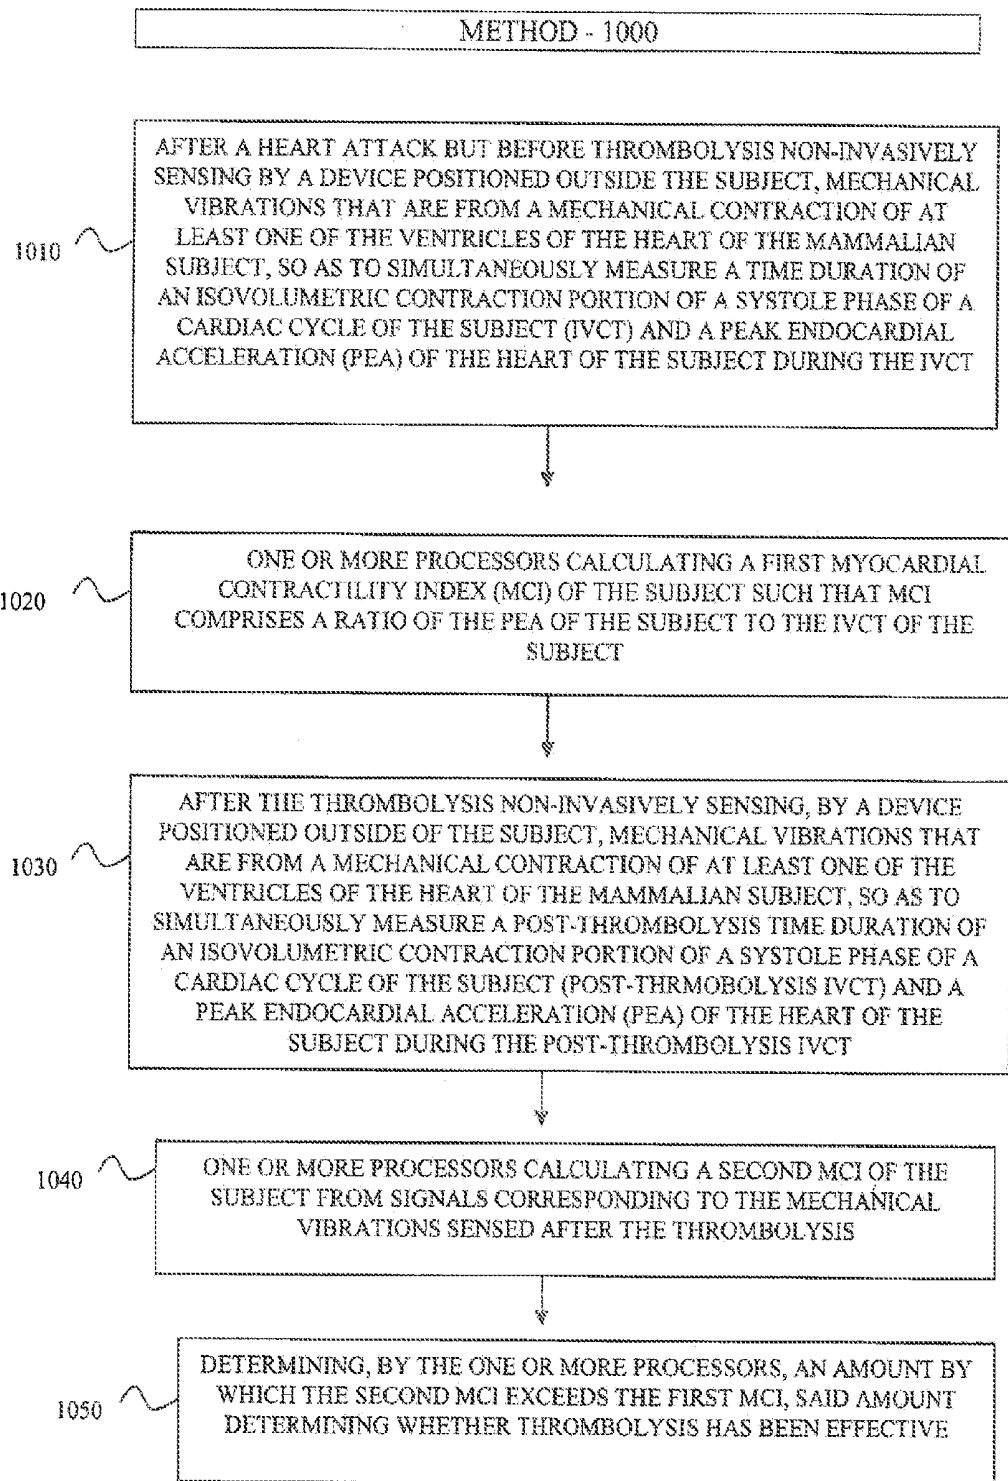 METHOD - 1000
AFTER A HEART ATTACK BUT BEFORE THROMBOLYSIS NON-INVASIVELY
SENSING BY A DEVICE POSITIONED OUTSIDE THE SUBJECT, MECHANICAL
VIBRATIONS THAT ARE FROM A MECHANICAL CONTRACTION OF AT
LEAST ONE OF THE VENTRICLES OF THE HEART OF THE MAMMALIAN
SUBJECT, SO AS TO SIMULTANEOUSLY MEASURE A TIME DURATION OF
AN ISOVOLUMETRIC CONTRACTION PORTION OF A SYSTOLE PHASE OF A
CARDIAC CYCLE OF THE SUBJECT (IVCT) AND A PEAK ENDOCARDIAL
ACCELERATION (PEA) OF THE HEART OF THE SUBJECT DURING THE IVCT
1010
ONE OR MORE PROCESSORS CALCULATING A FIRST MYOCARDIAL
CONTRACTILITY INDEX (MCI) OF THE SUBJECT SUCH THAT MCI
COMPRISES A RATIO OF THE PEA OF THE SUBJECT TO THE IVCT OF THE
SUBJECT
1020
AFTER THE THROMBOLYSIS NON-INVASIVELY SENSING, BY A DEVICE
POSITIONED OUTSIDE OF THE SUBJECT, MECHANICAL VIBRATIONS THAT
ARE FROM A MECHANICAL CONTRACTION OF AT LEAST ONE OF THE
VENTRICLES OF THE HEART OF THE MAMMALIAN SUBJECT, SO AS TO
SIMULTANEOUSLY MEASURE A POST-THROMBOLYSIS TIME DURATION OF
AN ISOVOLUMETRIC CONTRACTION PORTION OF A SYSTOLE PHASE OF A
CARDIAC CYCLE OF THE SUBJECT (POST-THRMOBOLYSIS IVCT) AND A
PEAK ENDOCARDIAL ACCELERATION (PEA) OF THE HEART OF THE
SUBJECT DURING THE POST-THROMBOLYSIS IVCT
1030
ONE OR MORE PROCESSORS CALCULATING A SECOND MCI OF THE
SUBJECT FROM SIGNALS CORRESPONDING TO THE MECHANICAL
VIBRATIONS SENSED AFTER THE THROMBOLYSIS
1040
DETERMINING, BY THE ONE OR MORE PROCESSORS, AN AMOUNT BY
WHICH THE SECOND MCI EXCEEDS THE FIRST MCI, SAID AMOUNT
DETERMINING WHETHER THROMBOLYSIS HAS BEEN EFFECTIVE
1050